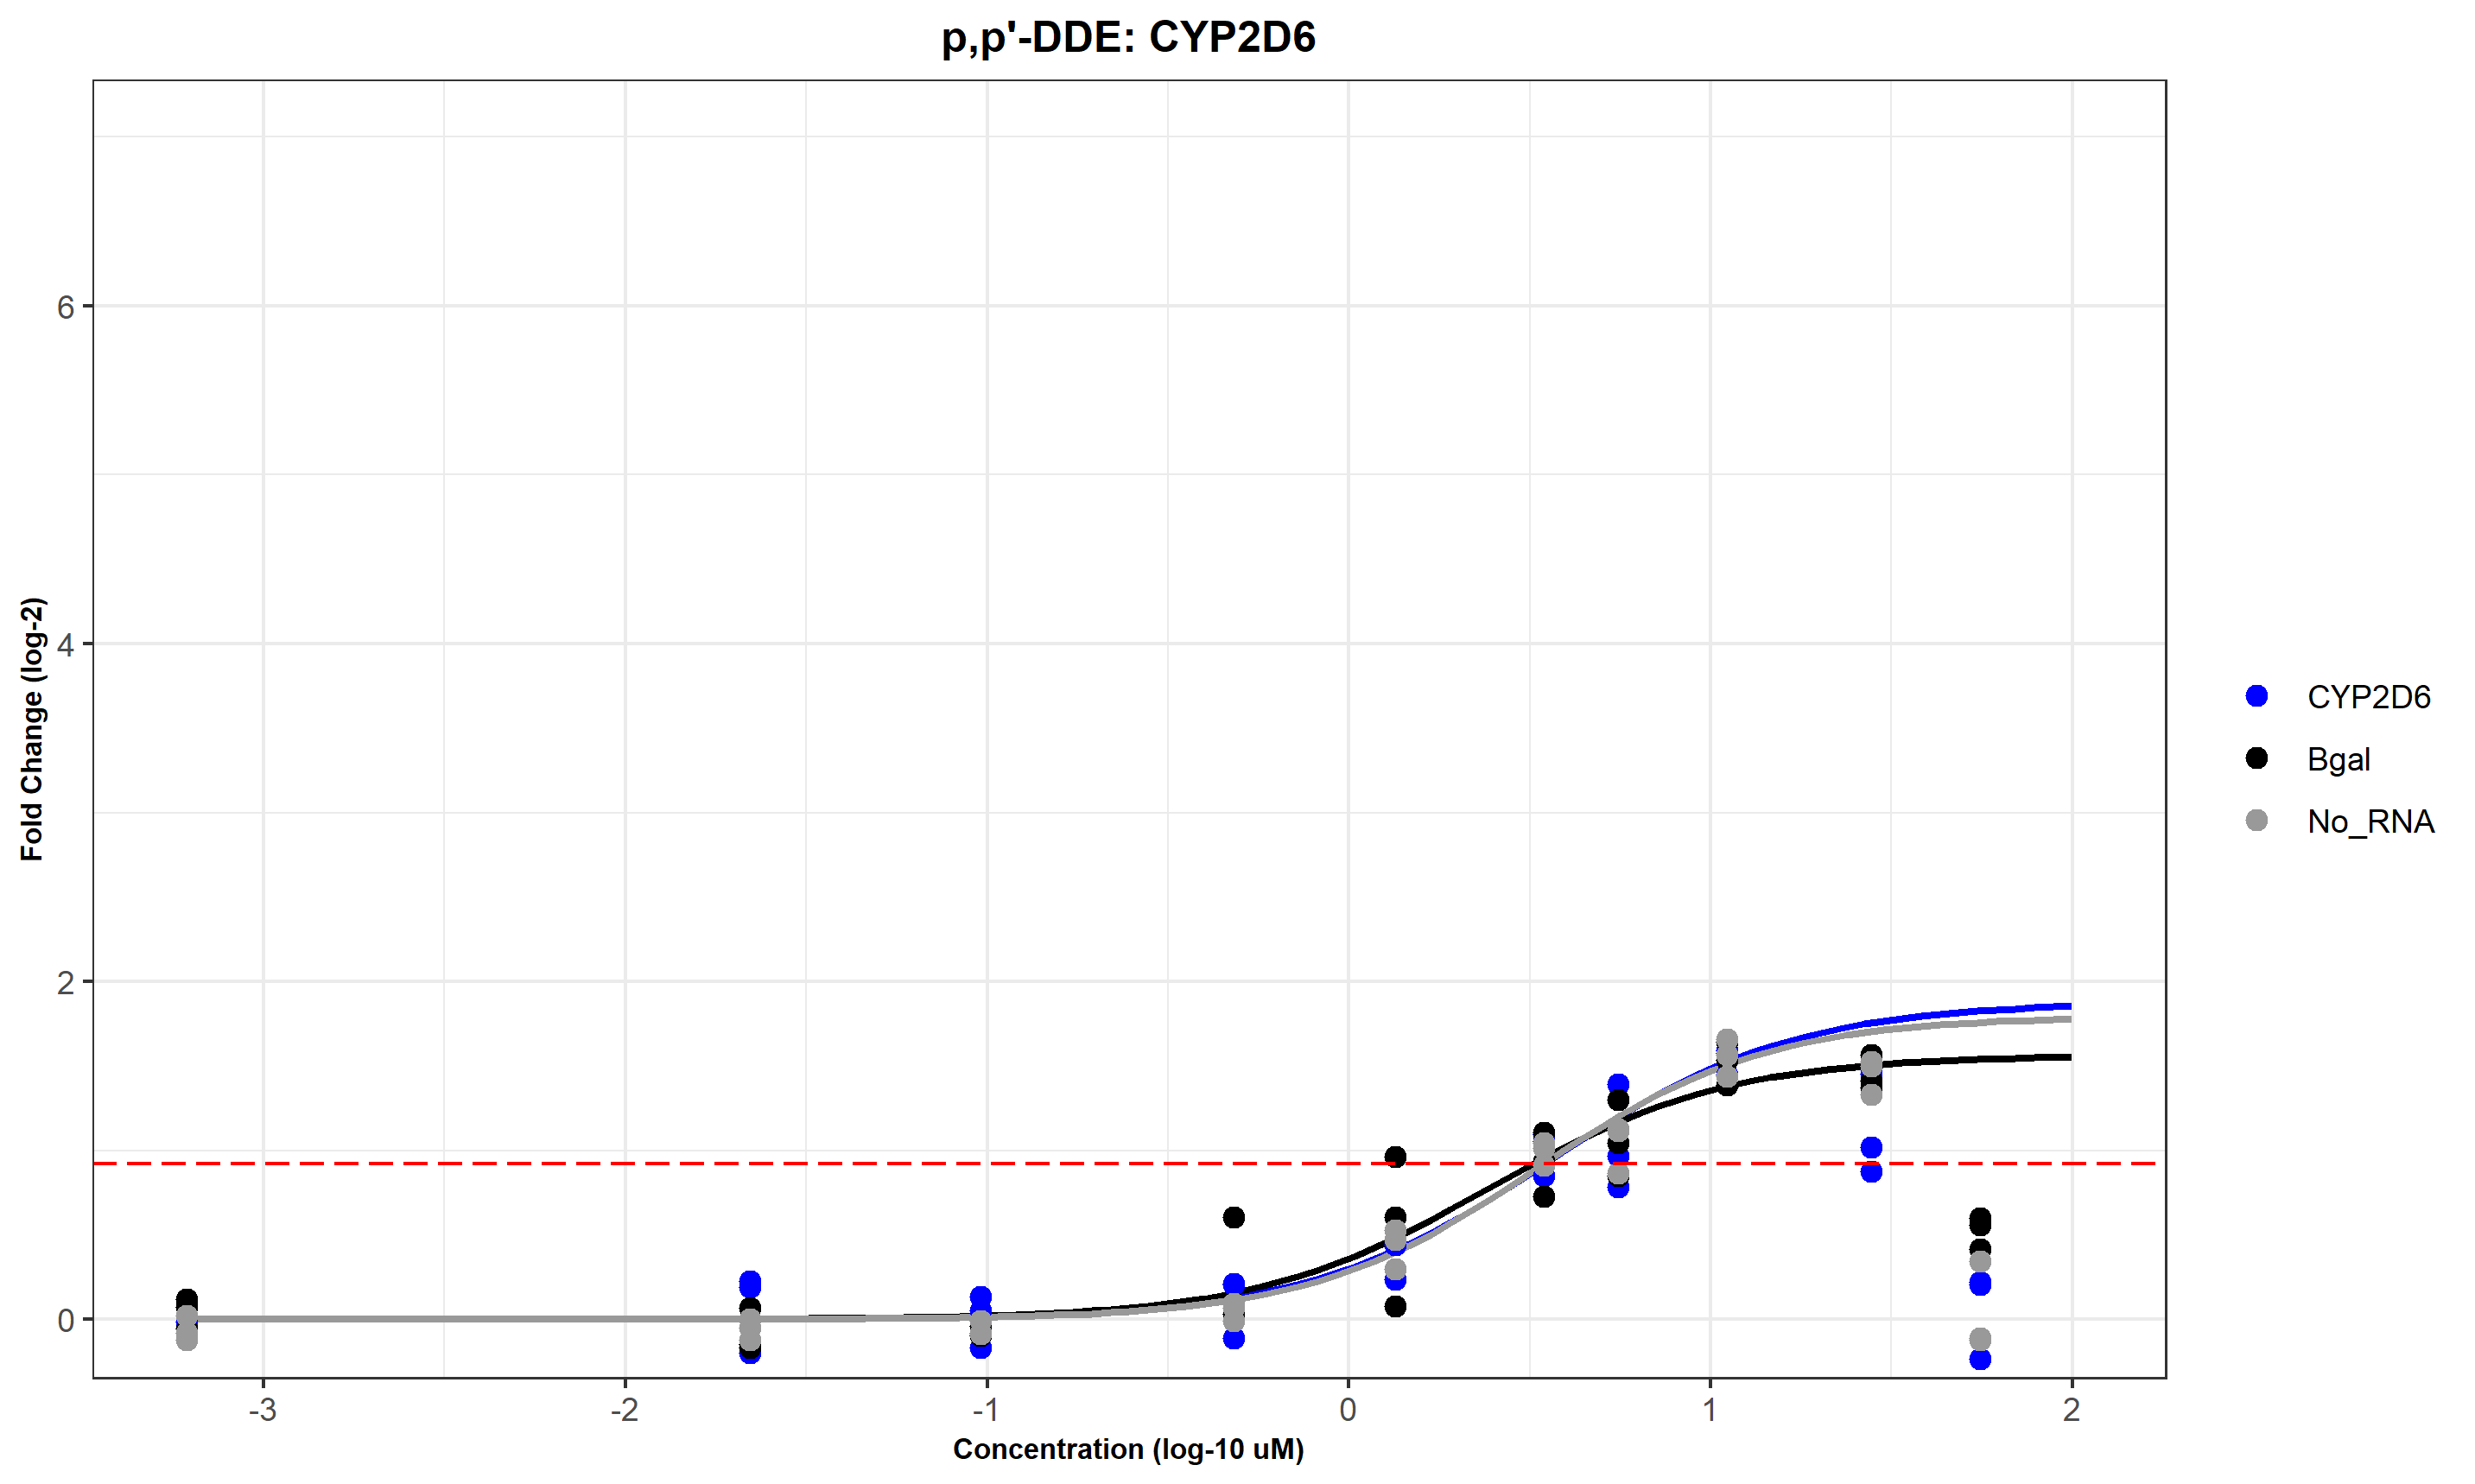 p,p'-DDE: CYP2D6
Fold Change (log-2)
6
4
2
0
-3
-2
-1
0
1
2
Concentration (log-10 uM)
CYP2D6
Bgal
No_RNA